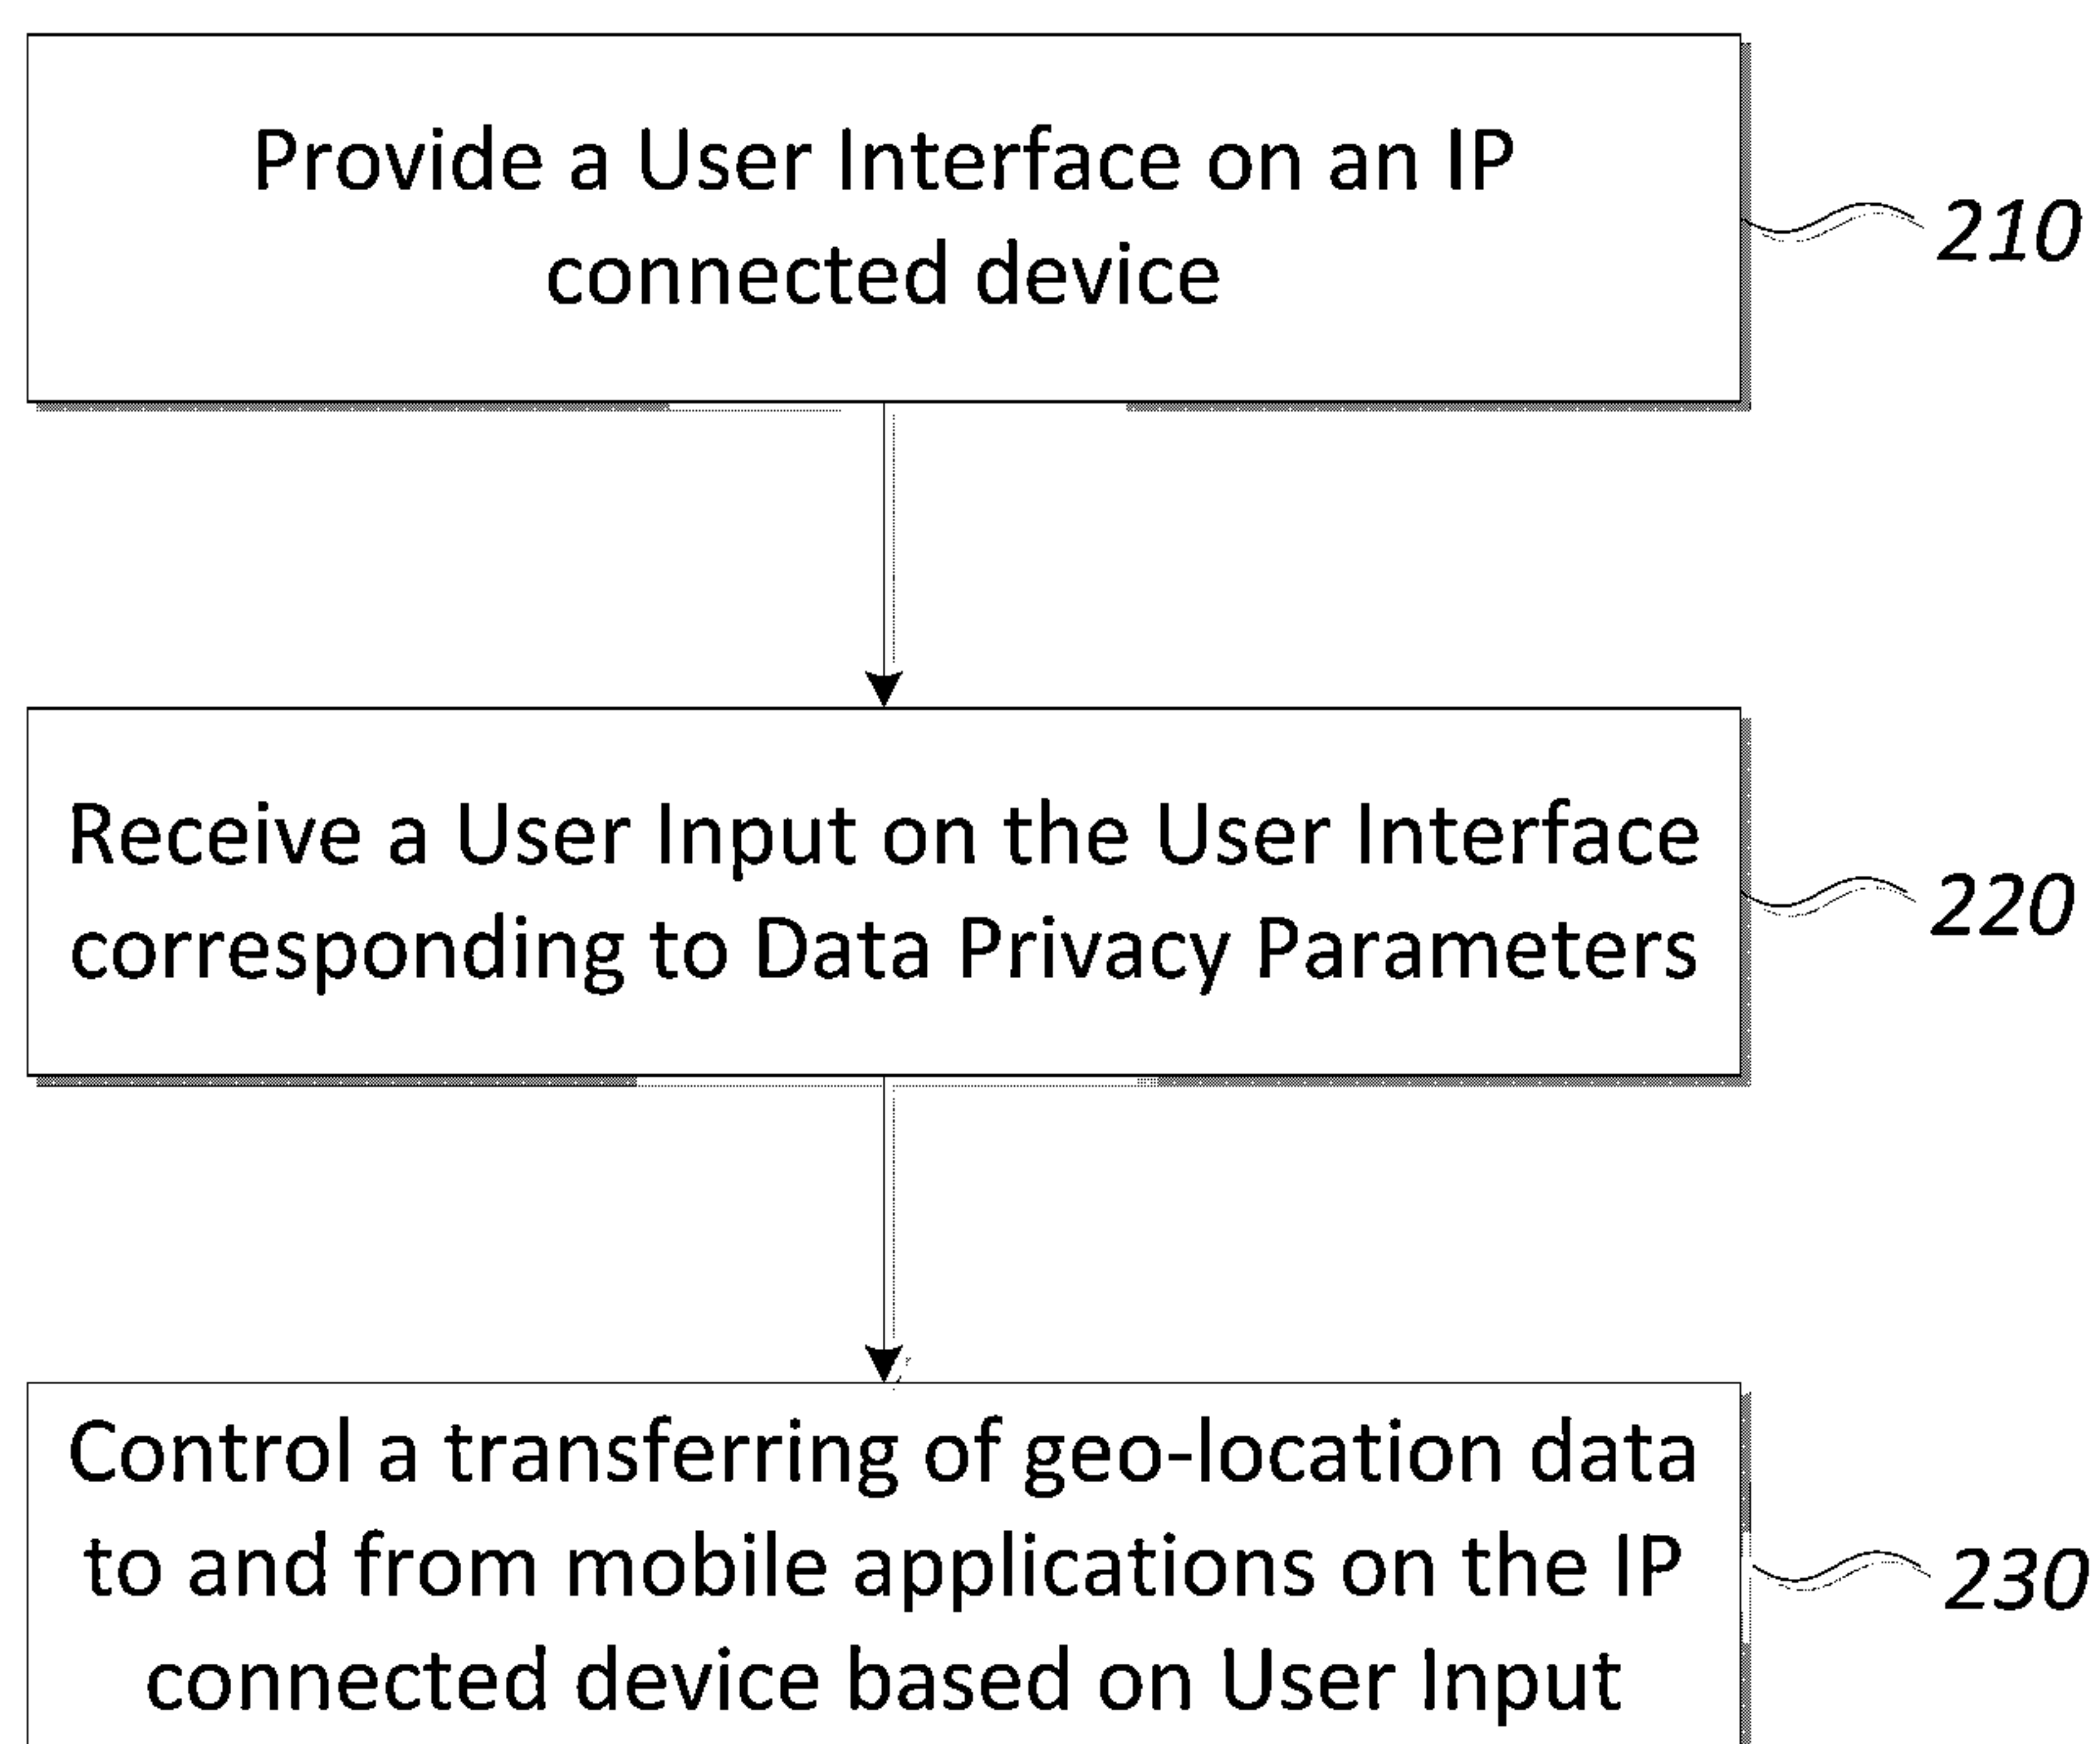 Provide a User Interface on an IP
connected device
210
Receive a User Input on the User Interface
corresponding to Data Privacy Parameters
220
Control a transferring of geo-location data
to and from mobile applications on the IP
connected device based on User Input
230